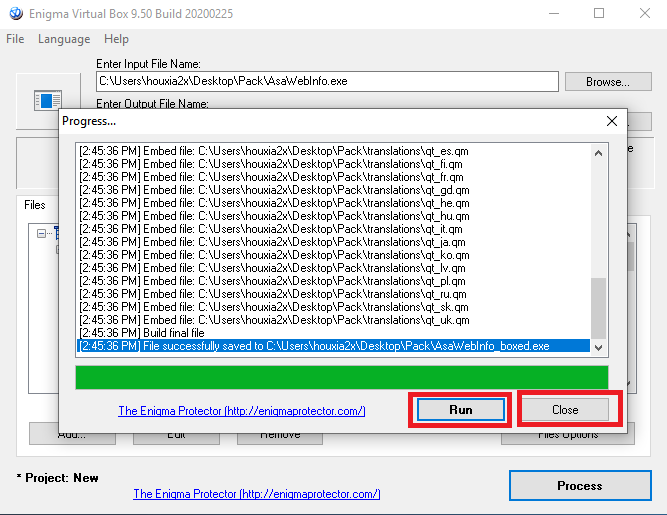 Enigma Virtual Box 9.50 Build 20200225
File Language Help
Enter Input File Name:
C:\Users\houxia2x\Desktop\Pack\AsaWebInfo.exe
Browse...
Enter Output File Name:
Progress...
[2:45:36 PM] Embed file: C:\Users\houxia2x\Desktop\Pack\translations\qt_es.qm
[2:45:36 PM] Embed file: C:\Users\houxia2x\Desktop\Pack\translations\qt_fi.qm
[2:45:36 PM] Embed file: C:\Users\houxia2x\Desktop\Pack\translations\qt_fr.qm
[2:45:36 PM] Embed file: C:\Users\houxia2x\Desktop\Pack\translations\qt_gd.qm
[2:45:36 PM] Embed file: C:\Users\houxia2x\Desktop\Pack\translations\qt_he.qm
[2:45:36 PM] Embed file: C:\Users\houxia2x\Desktop\Pack\translations\qt_hu.qm
[2:45:36 PM] Embed file: C:\Users\houxia2x\Desktop\Pack\translations\qt_it.qm
[2:45:36 PM] Embed file: C:\Users\houxia2x\Desktop\Pack\translations\qt_ja.qm
[2:45:36 PM] Embed file: C:\Users\houxia2x\Desktop\Pack\translations\qt_ko.qm
[2:45:36 PM] Embed file: C:\Users\houxia2x\Desktop\Pack\translations\qt_lv.qm
[2:45:36 PM] Embed file: C:\Users\houxia2x\Desktop\Pack\translations\qt_pl.qm
[2:45:36 PM] Embed file: C:\Users\houxia2x\Desktop\Pack\translations\qt_ru.qm
[2:45:36 PM] Embed file: C:\Users\houxia2x\Desktop\Pack\translations\qt_sk.qm
[2:45:36 PM] Embed file: C:\Users\houxia2x\Desktop\Pack\translations\qt_uk.qm
[2:45:36 PM] Build final file
[2:45:36 PM] File successfully saved to C:\Users\houxia2x\Desktop\Pack\AsaWebInfo_boxed.exe
Files
The Enigma Protector (http://enigmaprotector.com/)
Run
Close
Add... Edit Remove Files Options
* Project: New
The Enigma Protector (http://enigmaprotector.com/)
Process